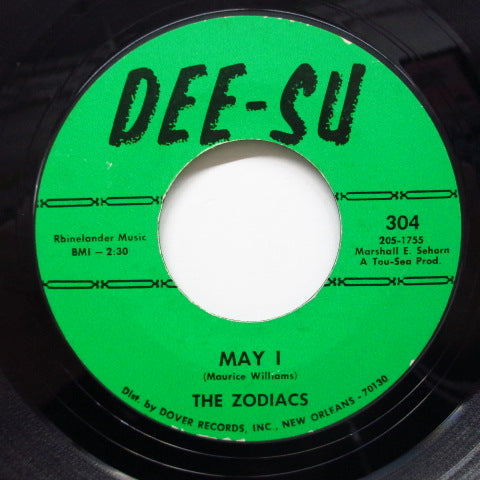 DEE-SU
Rhinelander Music
BMI — 2:30
304
205-1755
Marshall E. Sehorn
A Tou-Sea Prod.
MAY I
(Maurice Williams)
THE ZODIACS
Dist. by DOVER RECORDS, INC., NEW ORLEANS - 70130